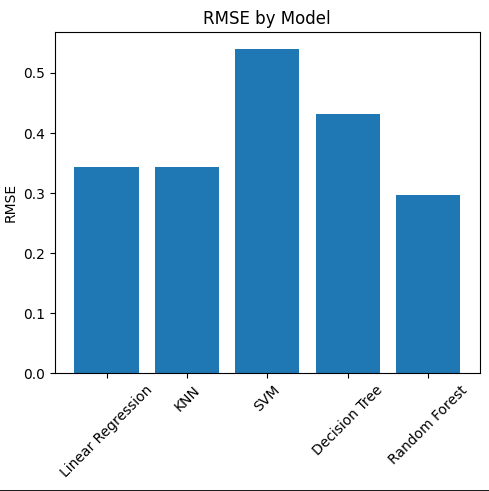 RMSE by Model
RMSE
0.5
0.4
0.3
0.2
0.1
0.0
Linear Regression
KNN
SVM
Decision Tree
Random Forest